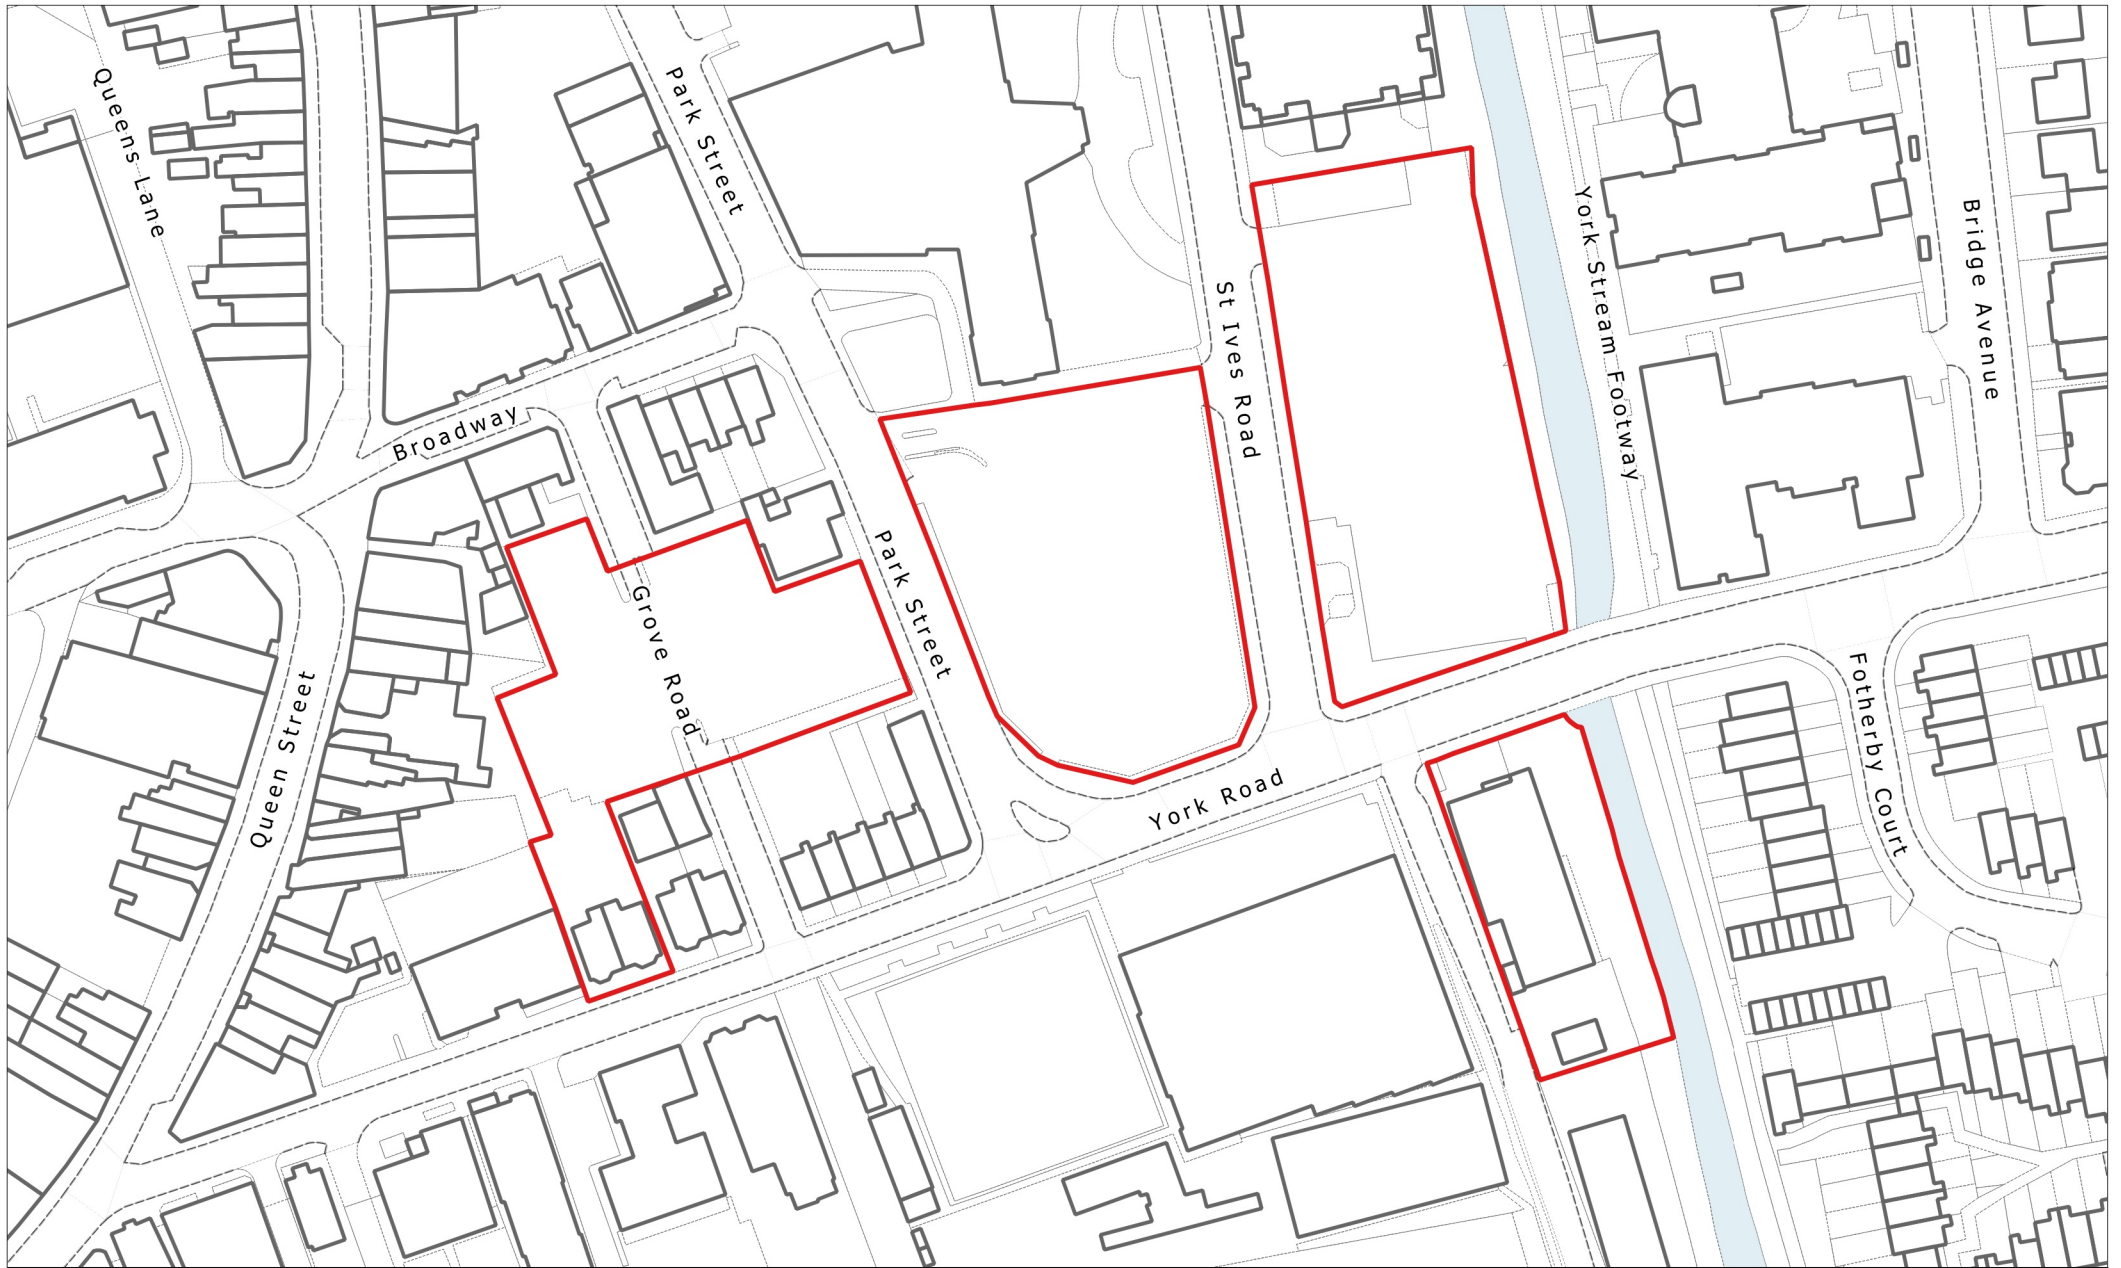 Queens Lane
Park Street
York Stream Footway
Bridge Avenue
St Ives Road
Broadway
Park Street
Grove Road
Queen Street
Fotherby Court
York Road